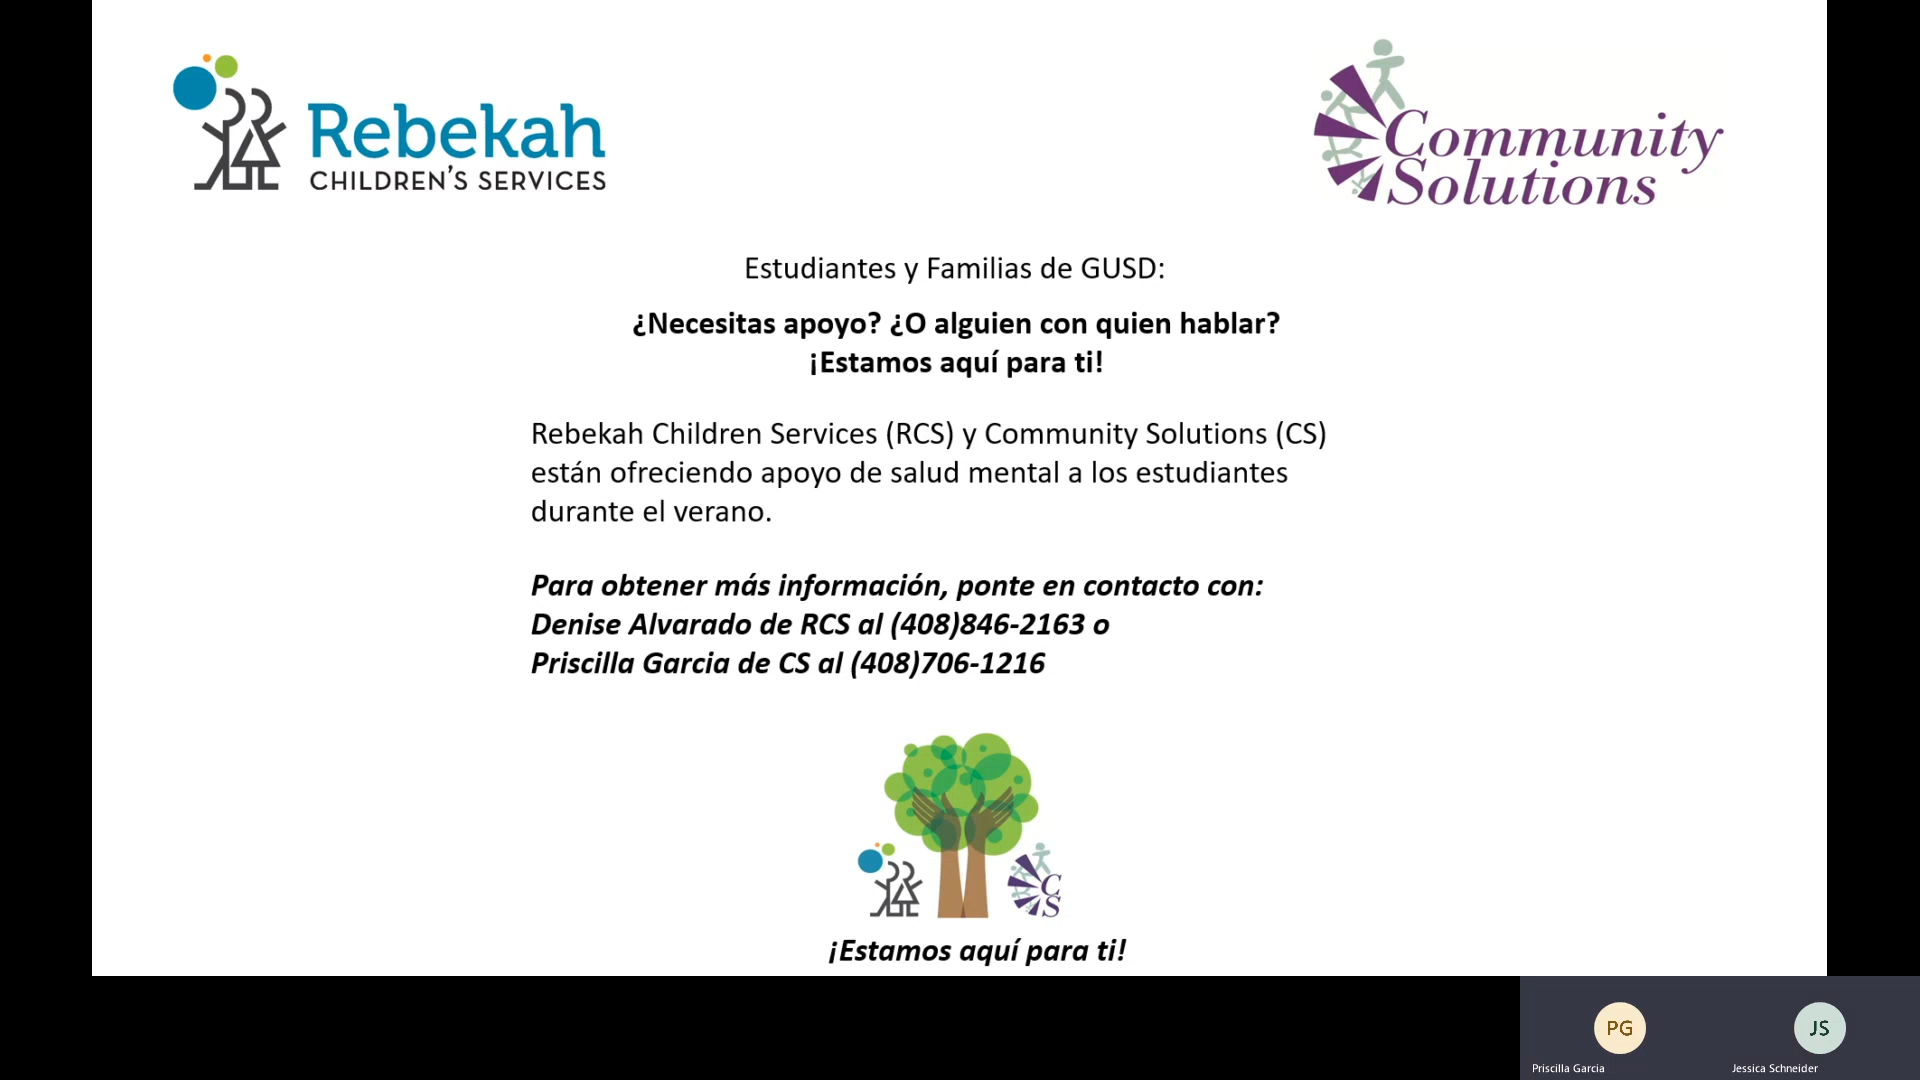 Rebekah
CHILDREN'S SERVICES
Community
Solutions
Estudiantes y Familias de GUSD:
¿Necesitas apoyo? ¿O alguien con quien hablar?
¡Estamos aquí para ti!
Rebekah Children Services (RCS) y Community Solutions (CS)
están ofreciendo apoyo de salud mental a los estudiantes
durante el verano.
Para obtener más información, ponte en contacto con:
Denise Alvarado de RCS al (408)846-2163 o
Priscilla Garcia de CS al (408)706-1216
C
S
¡Estamos aquí para ti!
PG
JS
Priscilla Garcia
Jessica Schneider